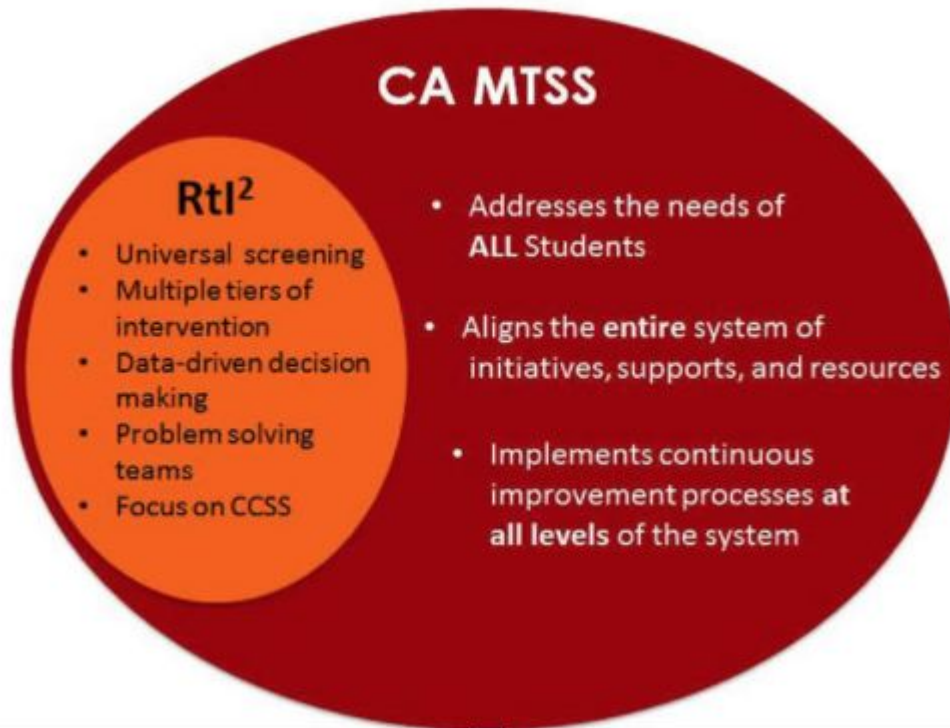 CA MTSS
RtI²
• Universal screening
• Multiple tiers of
intervention
• Data-driven decision
making
• Problem solving
teams
• Focus on CCSS
• Addresses the needs of
ALL Students
• Aligns the entire system of
initiatives, supports, and resources
• Implements continuous
improvement processes at
all levels of the system